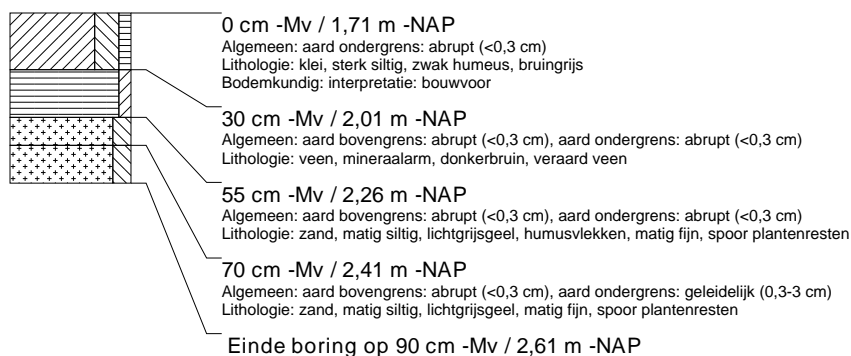 0 cm -Mv / 1,71 m -NAP
Algemeen: aard ondergrens: abrupt (<0,3 cm)
Lithologie: klei, sterk siltig, zwak humeus, bruingrijs
Bodemkundig: interpretatie: bouwvoor
30 cm -Mv / 2,01 m -NAP
Algemeen: aard bovengrens: abrupt (<0,3 cm), aard ondergrens: abrupt (<0,3 cm)
Lithologie: veen, mineraalarm, donkerbruin, veraard veen
55 cm -Mv / 2,26 m -NAP
Algemeen: aard bovengrens: abrupt (<0,3 cm), aard ondergrens: abrupt (<0,3 cm)
Lithologie: zand, matig siltig, lichtgrijsgeel, humusvlekken, matig fijn, spoor plantenresten
70 cm -Mv / 2,41 m -NAP
Algemeen: aard bovengrens: abrupt (<0,3 cm), aard ondergrens: geleidelijk (0,3-3 cm)
Lithologie: zand, matig siltig, lichtgrijsgeel, matig fijn, spoor plantenresten
Einde boring op 90 cm -Mv / 2,61 m -NAP